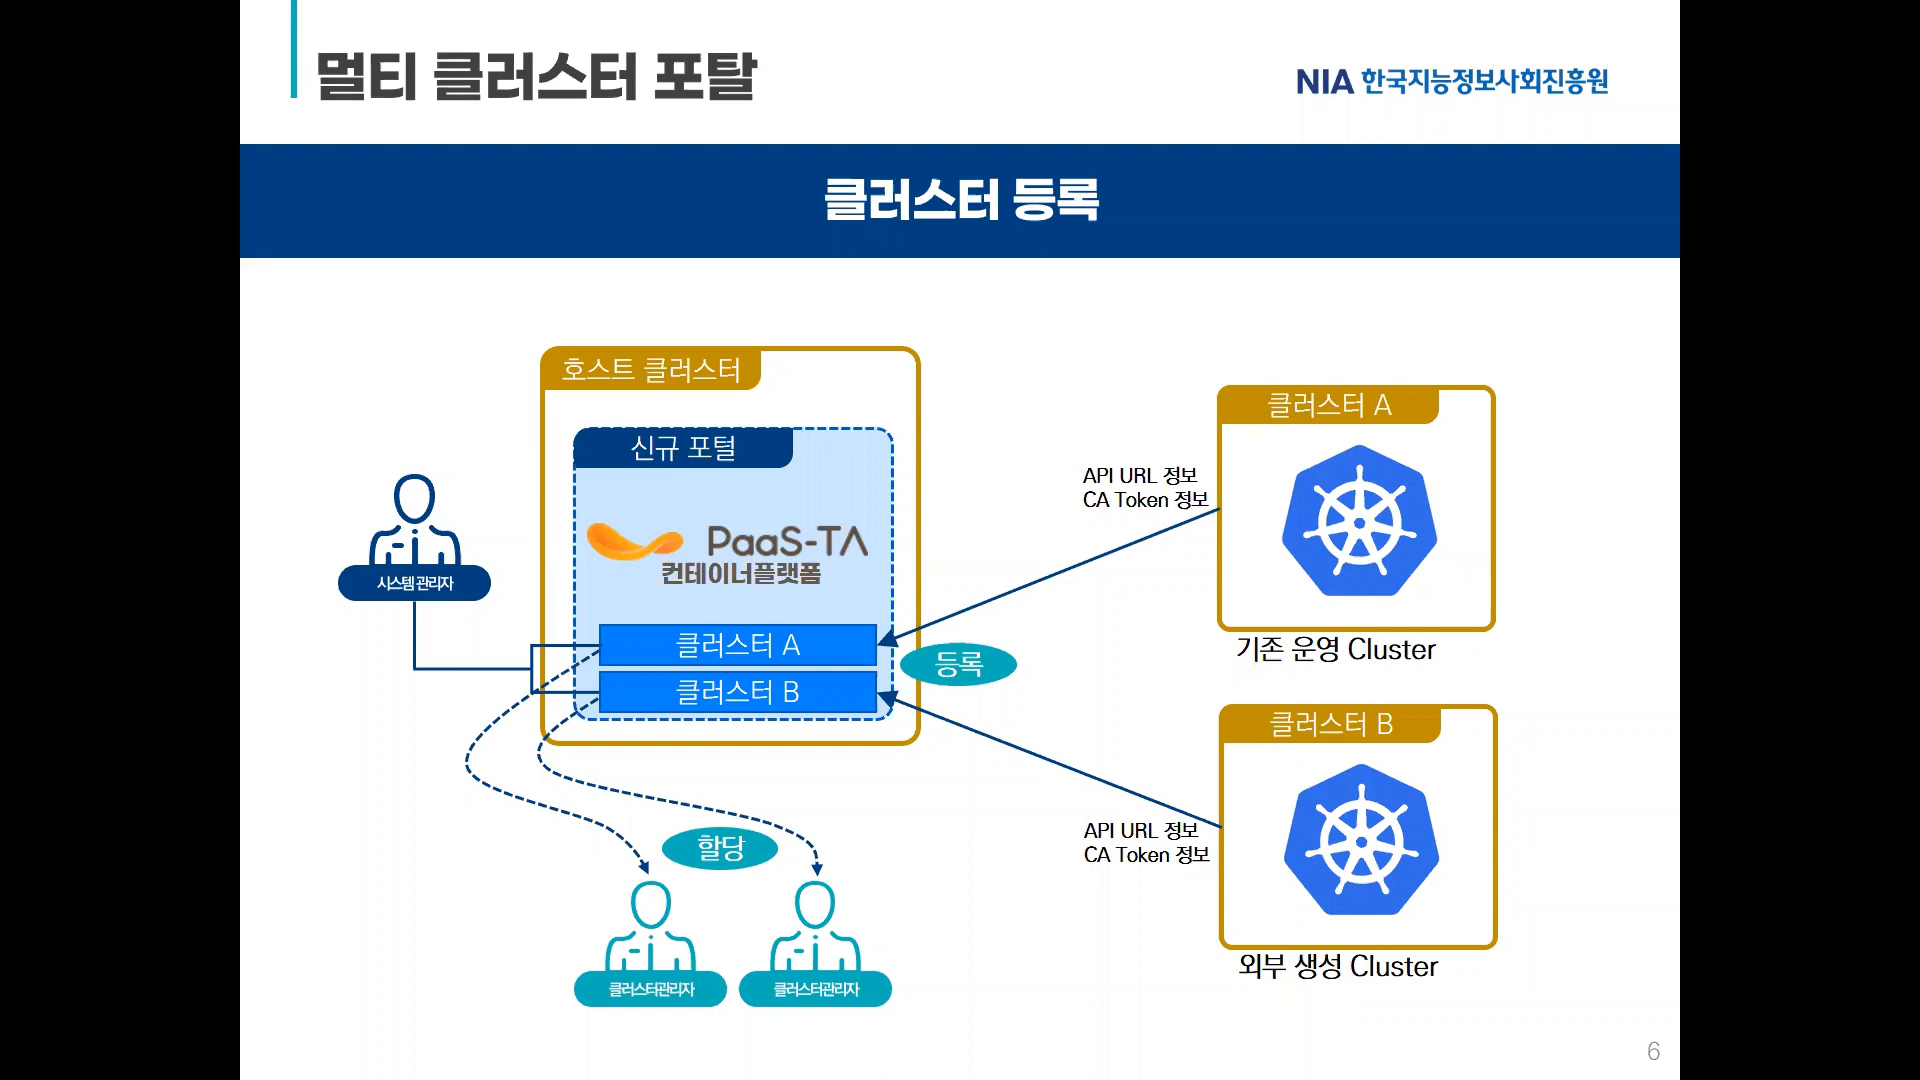 멀티 클러스터 포탈
NIA 한국지능정보사회진흥원
클러스터 등록
호스트 클러스터
신규 포털
PaaS-TA
컨테이너플랫폼
클러스터 A
클러스터 B
시스템 관리자
등록
할당
클러스터관리자
클러스터관리자
API URL 정보
CA Token 정보
클러스터 A
기존 운영 Cluster
API URL 정보
CA Token 정보
클러스터 B
외부 생성 Cluster
6